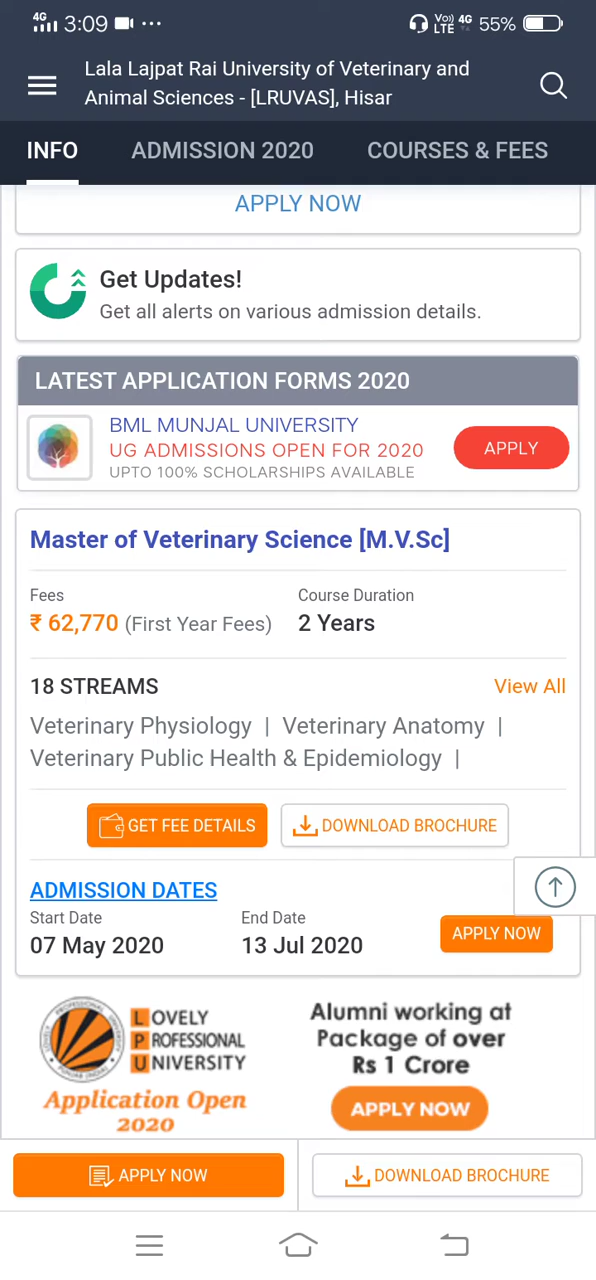 4G 3:09 ... Vo)) LTE 4G 55%
Lala Lajpat Rai University of Veterinary and
Animal Sciences - [LRUVAS], Hisar
INFO ADMISSION 2020 COURSES & FEES
APPLY NOW
Get Updates!
Get all alerts on various admission details.
LATEST APPLICATION FORMS 2020
BML MUNJAL UNIVERSITY
UG ADMISSIONS OPEN FOR 2020
UPTO 100% SCHOLARSHIPS AVAILABLE
APPLY
Master of Veterinary Science [M.V.Sc]
Fees Course Duration
₹ 62,770 (First Year Fees) 2 Years
18 STREAMS View All
Veterinary Physiology | Veterinary Anatomy |
Veterinary Public Health & Epidemiology |
GET FEE DETAILS DOWNLOAD BROCHURE
ADMISSION DATES
Start Date End Date
07 May 2020 13 Jul 2020
APPLY NOW
LOVELY
PROFESSIONAL
UNIVERSITY
Application Open
2020
Alumni working at
Package of over
Rs 1 Crore
APPLY NOW
APPLY NOW DOWNLOAD BROCHURE